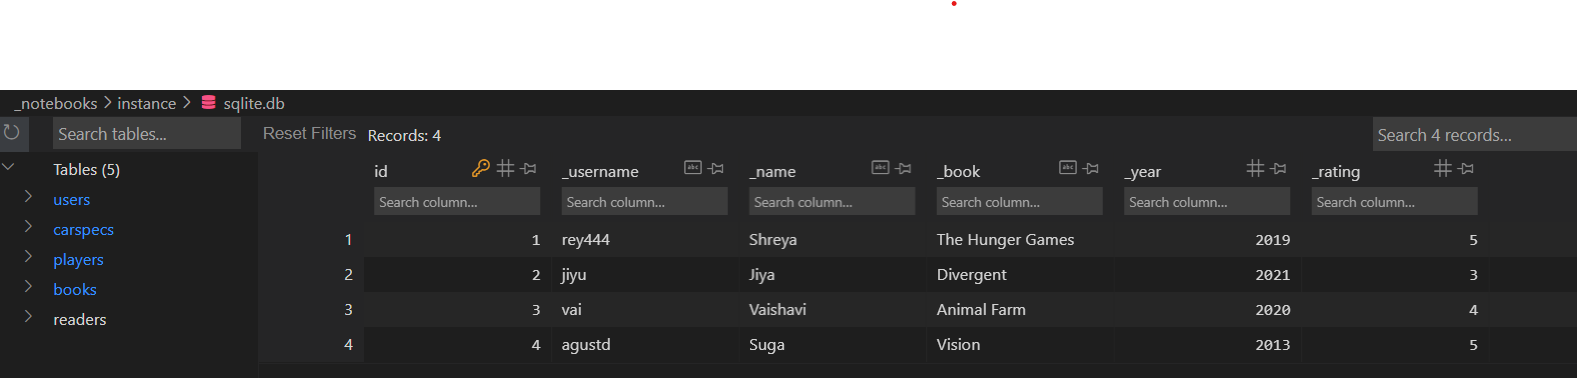 _notebooks > instance > sqlite.db
Search tables... Reset Filters Records: 4 Search 4 records...
Tables (5)
users
carspecs
players
books
readers
id _username _name _book _year _rating
Search column... Search column... Search column... Search column... Search column... Search column...
1 1 rey444 Shreya The Hunger Games 2019 5
2 2 jiyu Jiya Divergent 2021 3
3 3 vai Vaishavi Animal Farm 2020 4
4 4 agustd Suga Vision 2013 5